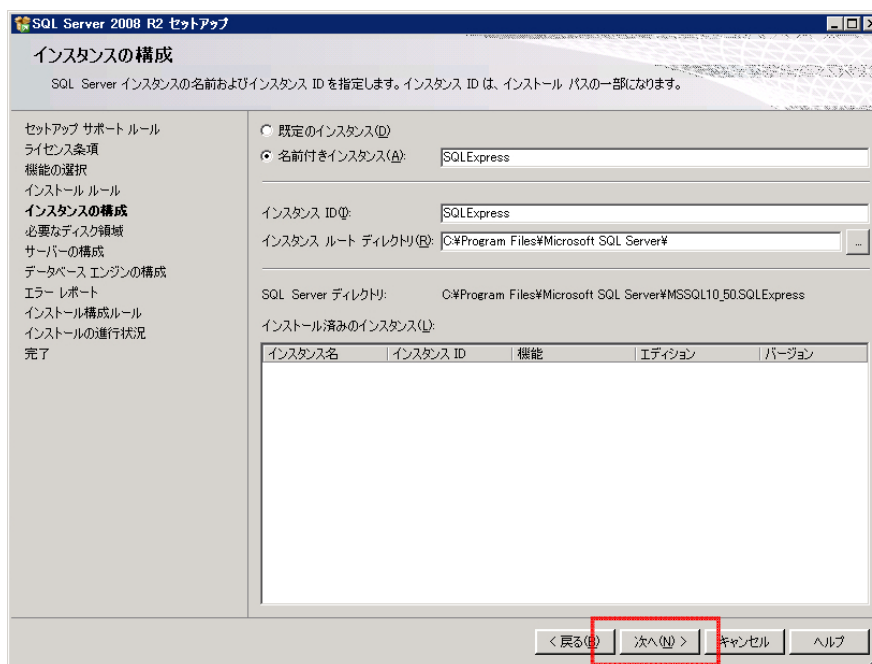 SQL Server 2008 R2 セットアップ
インスタンスの構成
SQL Server インスタンスの名前およびインスタンス ID を指定します。インスタンス ID は、インストール パスの一部になります。
セットアップ サポート ルール
ライセンス条項
機能の選択
インストール ルール
インスタンスの構成
必要なディスク領域
サーバーの構成
データベース エンジンの構成
エラー レポート
インストール構成ルール
インストールの進行状況
完了
既定のインスタンス(D)
名前付きインスタンス(A): SQLExpress
インスタンス ID(I): SQLExpress
インスタンス ルート ディレクトリ(R): C:¥Program Files¥Microsoft SQL Server¥ ...
SQL Server ディレクトリ: C:¥Program Files¥Microsoft SQL Server¥MSSQL10_50.SQLExpress
インストール済みのインスタンス(L):
インスタンス名 インスタンス ID 機能 エディション バージョン
< 戻る(B) 次へ(N) > キャンセル ヘルプ